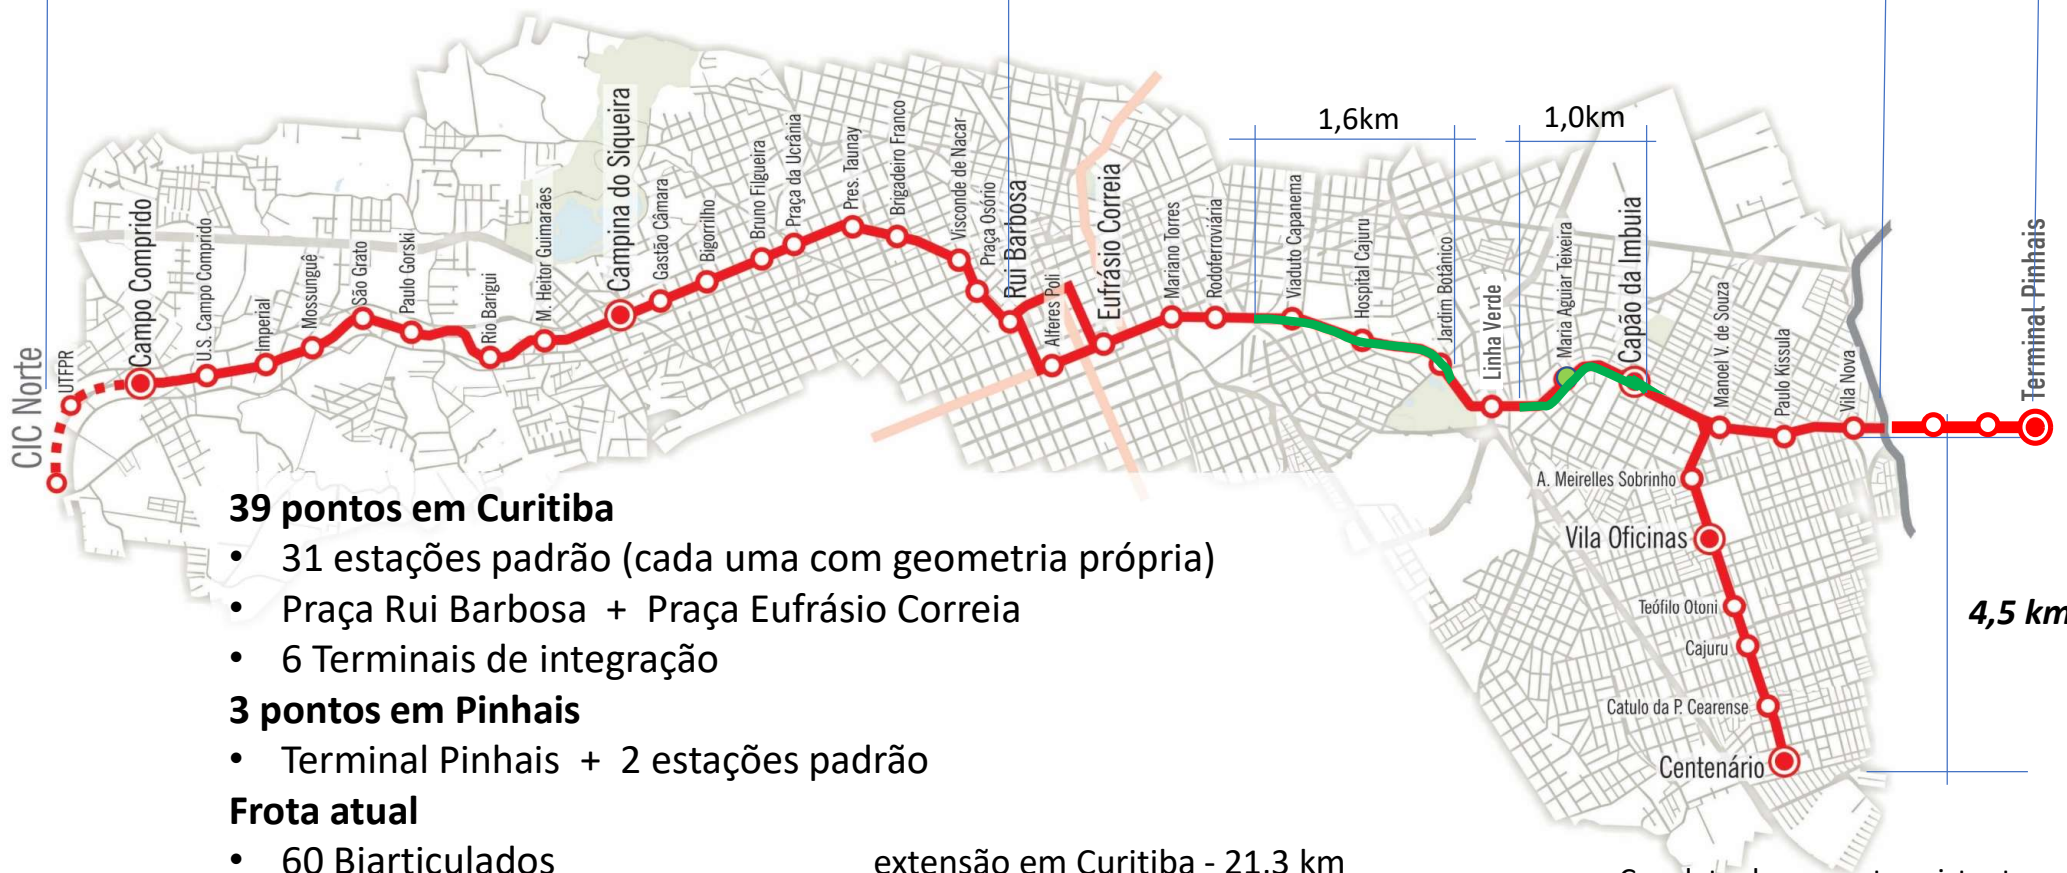 1,6km
1,0km
CIC Norte
UTFPR
Campo Comprido
U.S. Campo Comprido
Imperial
Mossunguê
São Grato
Paulo Gorski
Rio Barigui
M. Heitor Guimarães
Campina do Siqueira
Gastão Câmara
Bigorrilho
Bruno Filgueira
Praça da Ucrânia
Pres. Taunay
Brigadeiro Franco
Visconde de Nacar
Praça Osório
Rui Barbosa
Alferes Poli
Eufrásio Correia
Mariano Torres
Rodoferroviária
Viaduto Capanema
Hospital Cajuru
Jardim Botânico
Linha Verde
Maria Aguiar Teixeira
Capão da Imbuia
Manoel V. de Souza
Paulo Kissula
Vila Nova
Terminal Pinhais
A. Meirelles Sobrinho
Vila Oficinas
Teófilo Otoni
Cajuru
Catulo da P. Cearense
Centenário
4,5 km
39 pontos em Curitiba
• 31 estações padrão (cada uma com geometria própria)
• Praça Rui Barbosa + Praça Eufrásio Correia
• 6 Terminais de integração
3 pontos em Pinhais
• Terminal Pinhais + 2 estações padrão
Frota atual
• 60 Biarticulados
extensão em Curitiba - 21,3 km